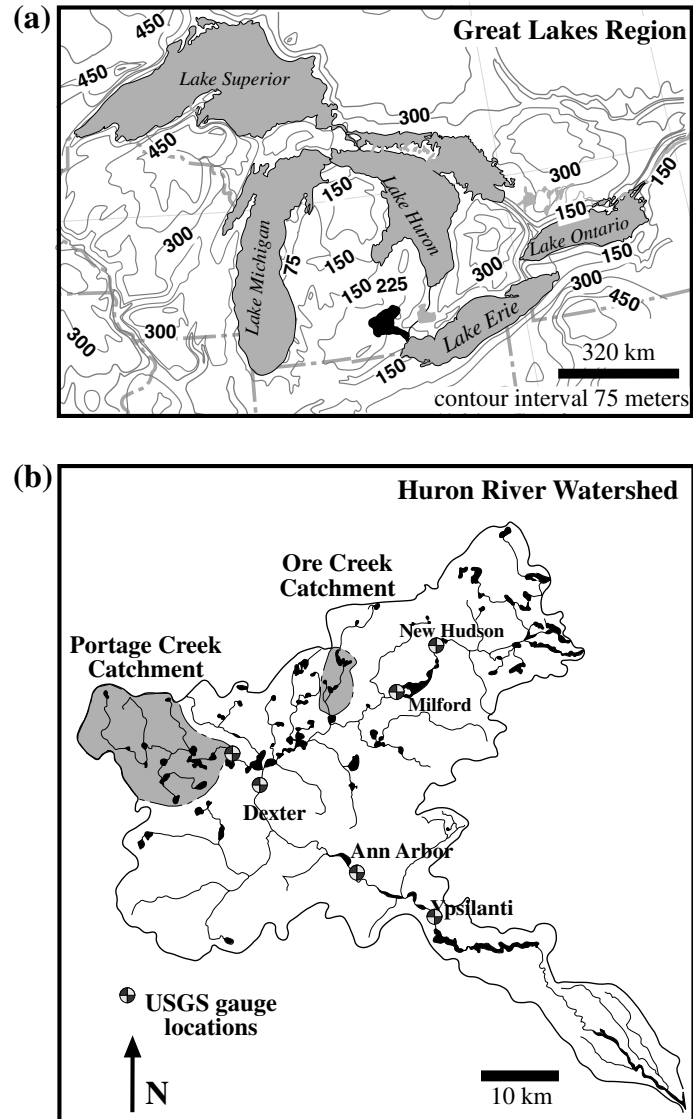 (a)
Great Lakes Region
450
450
Lake Superior
300
450
150
300
150
Lake Huron
150
300
Lake Ontario
Lake Michigan
75
150
150
225
300
150
300
450
300
300
Lake Erie
150
320 km
contour interval 75 meters
(b)
Huron River Watershed
Ore Creek
Catchment
New Hudson
Portage Creek
Catchment
Milford
Dexter
Ann Arbor
Ypsilanti
USGS gauge
locations
N
10 km